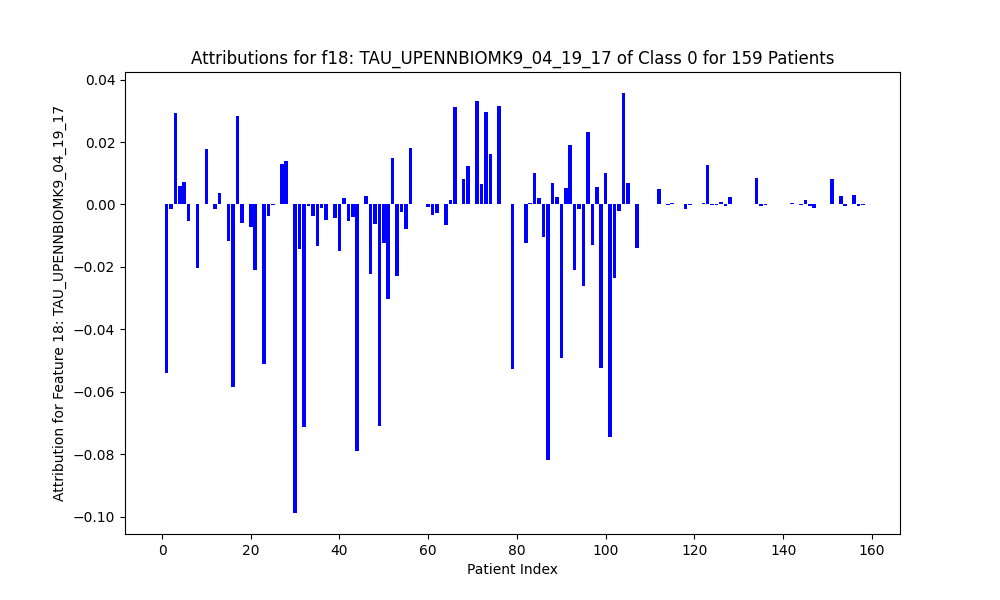 Attributions for f18: TAU_UPENNBIOMK9_04_19_17 of Class 0 for 159 Patients
Attribution for Feature 18: TAU_UPENNBIOMK9_04_19_17
0.04
0.02
0.00
−0.02
−0.04
−0.06
−0.08
−0.10
0 20 40 60 80 100 120 140 160
Patient Index